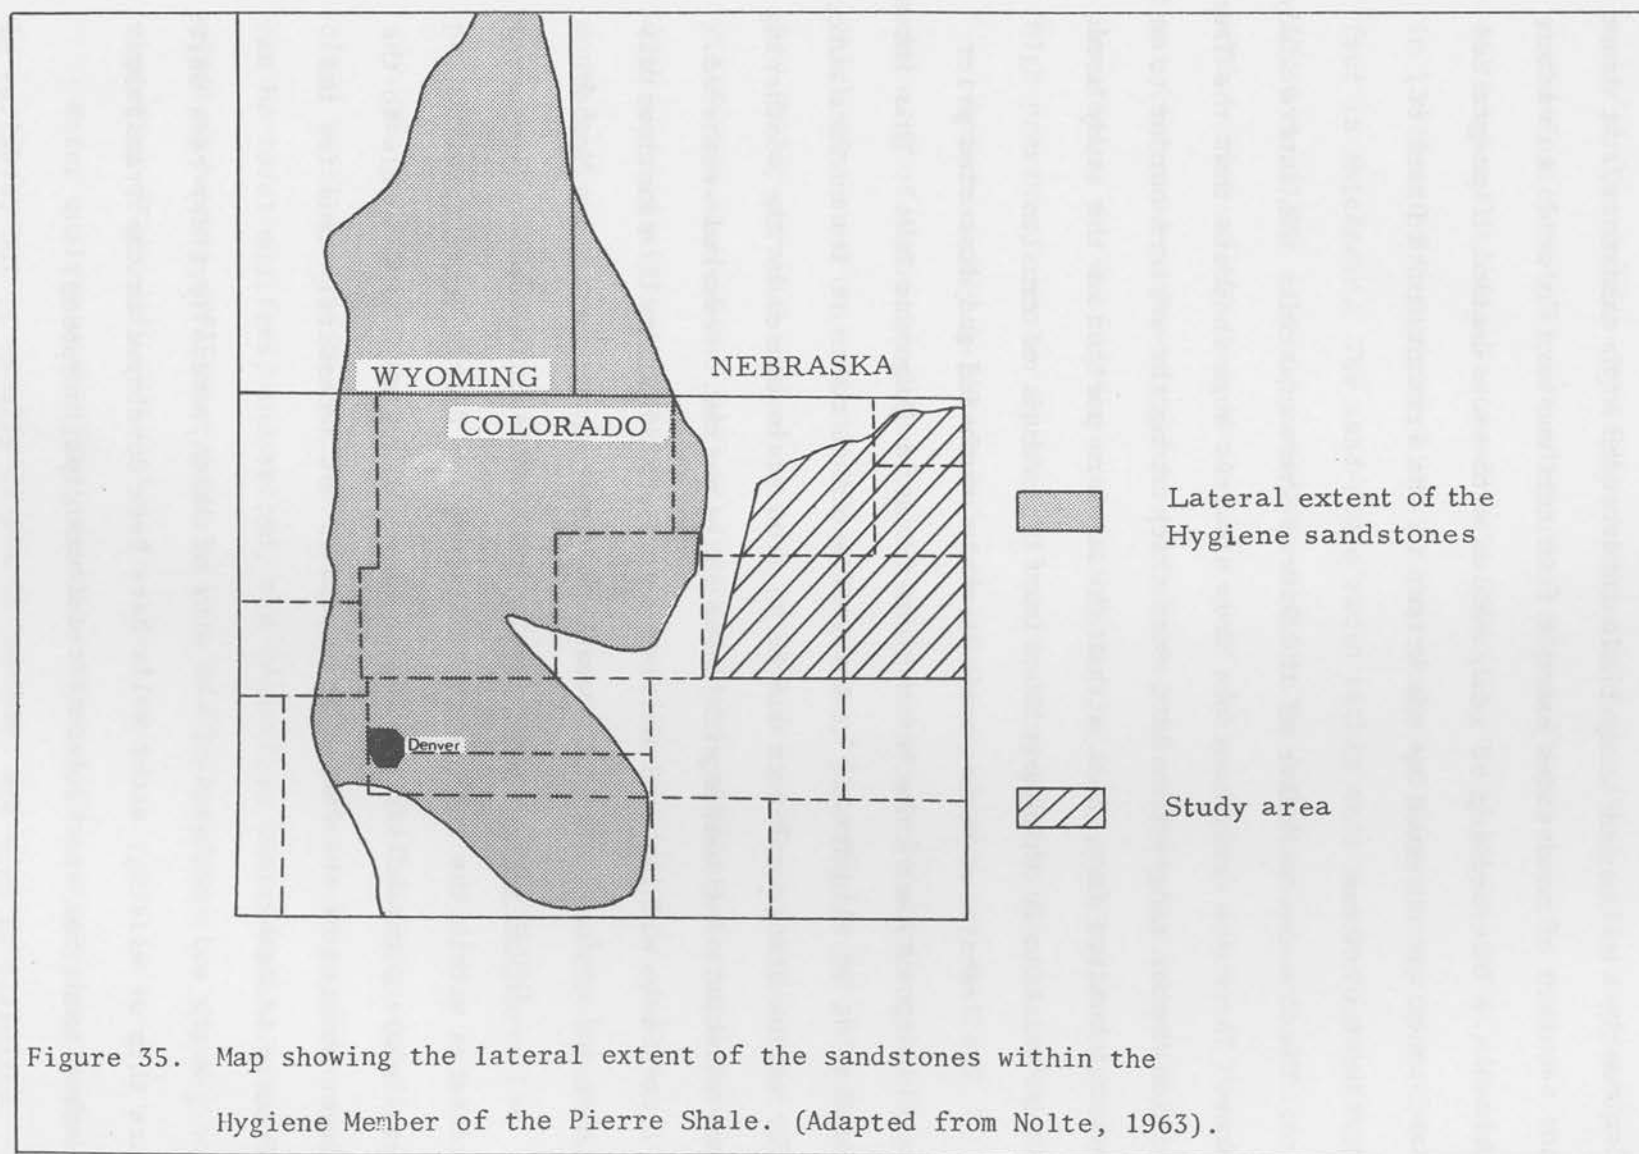 WYOMING
NEBRASKA
COLORADO
Denver
Lateral extent of the
Hygiene sandstones
Study area
Figure 35. Map showing the lateral extent of the sandstones within the
Hygiene Member of the Pierre Shale. (Adapted from Nolte, 1963).